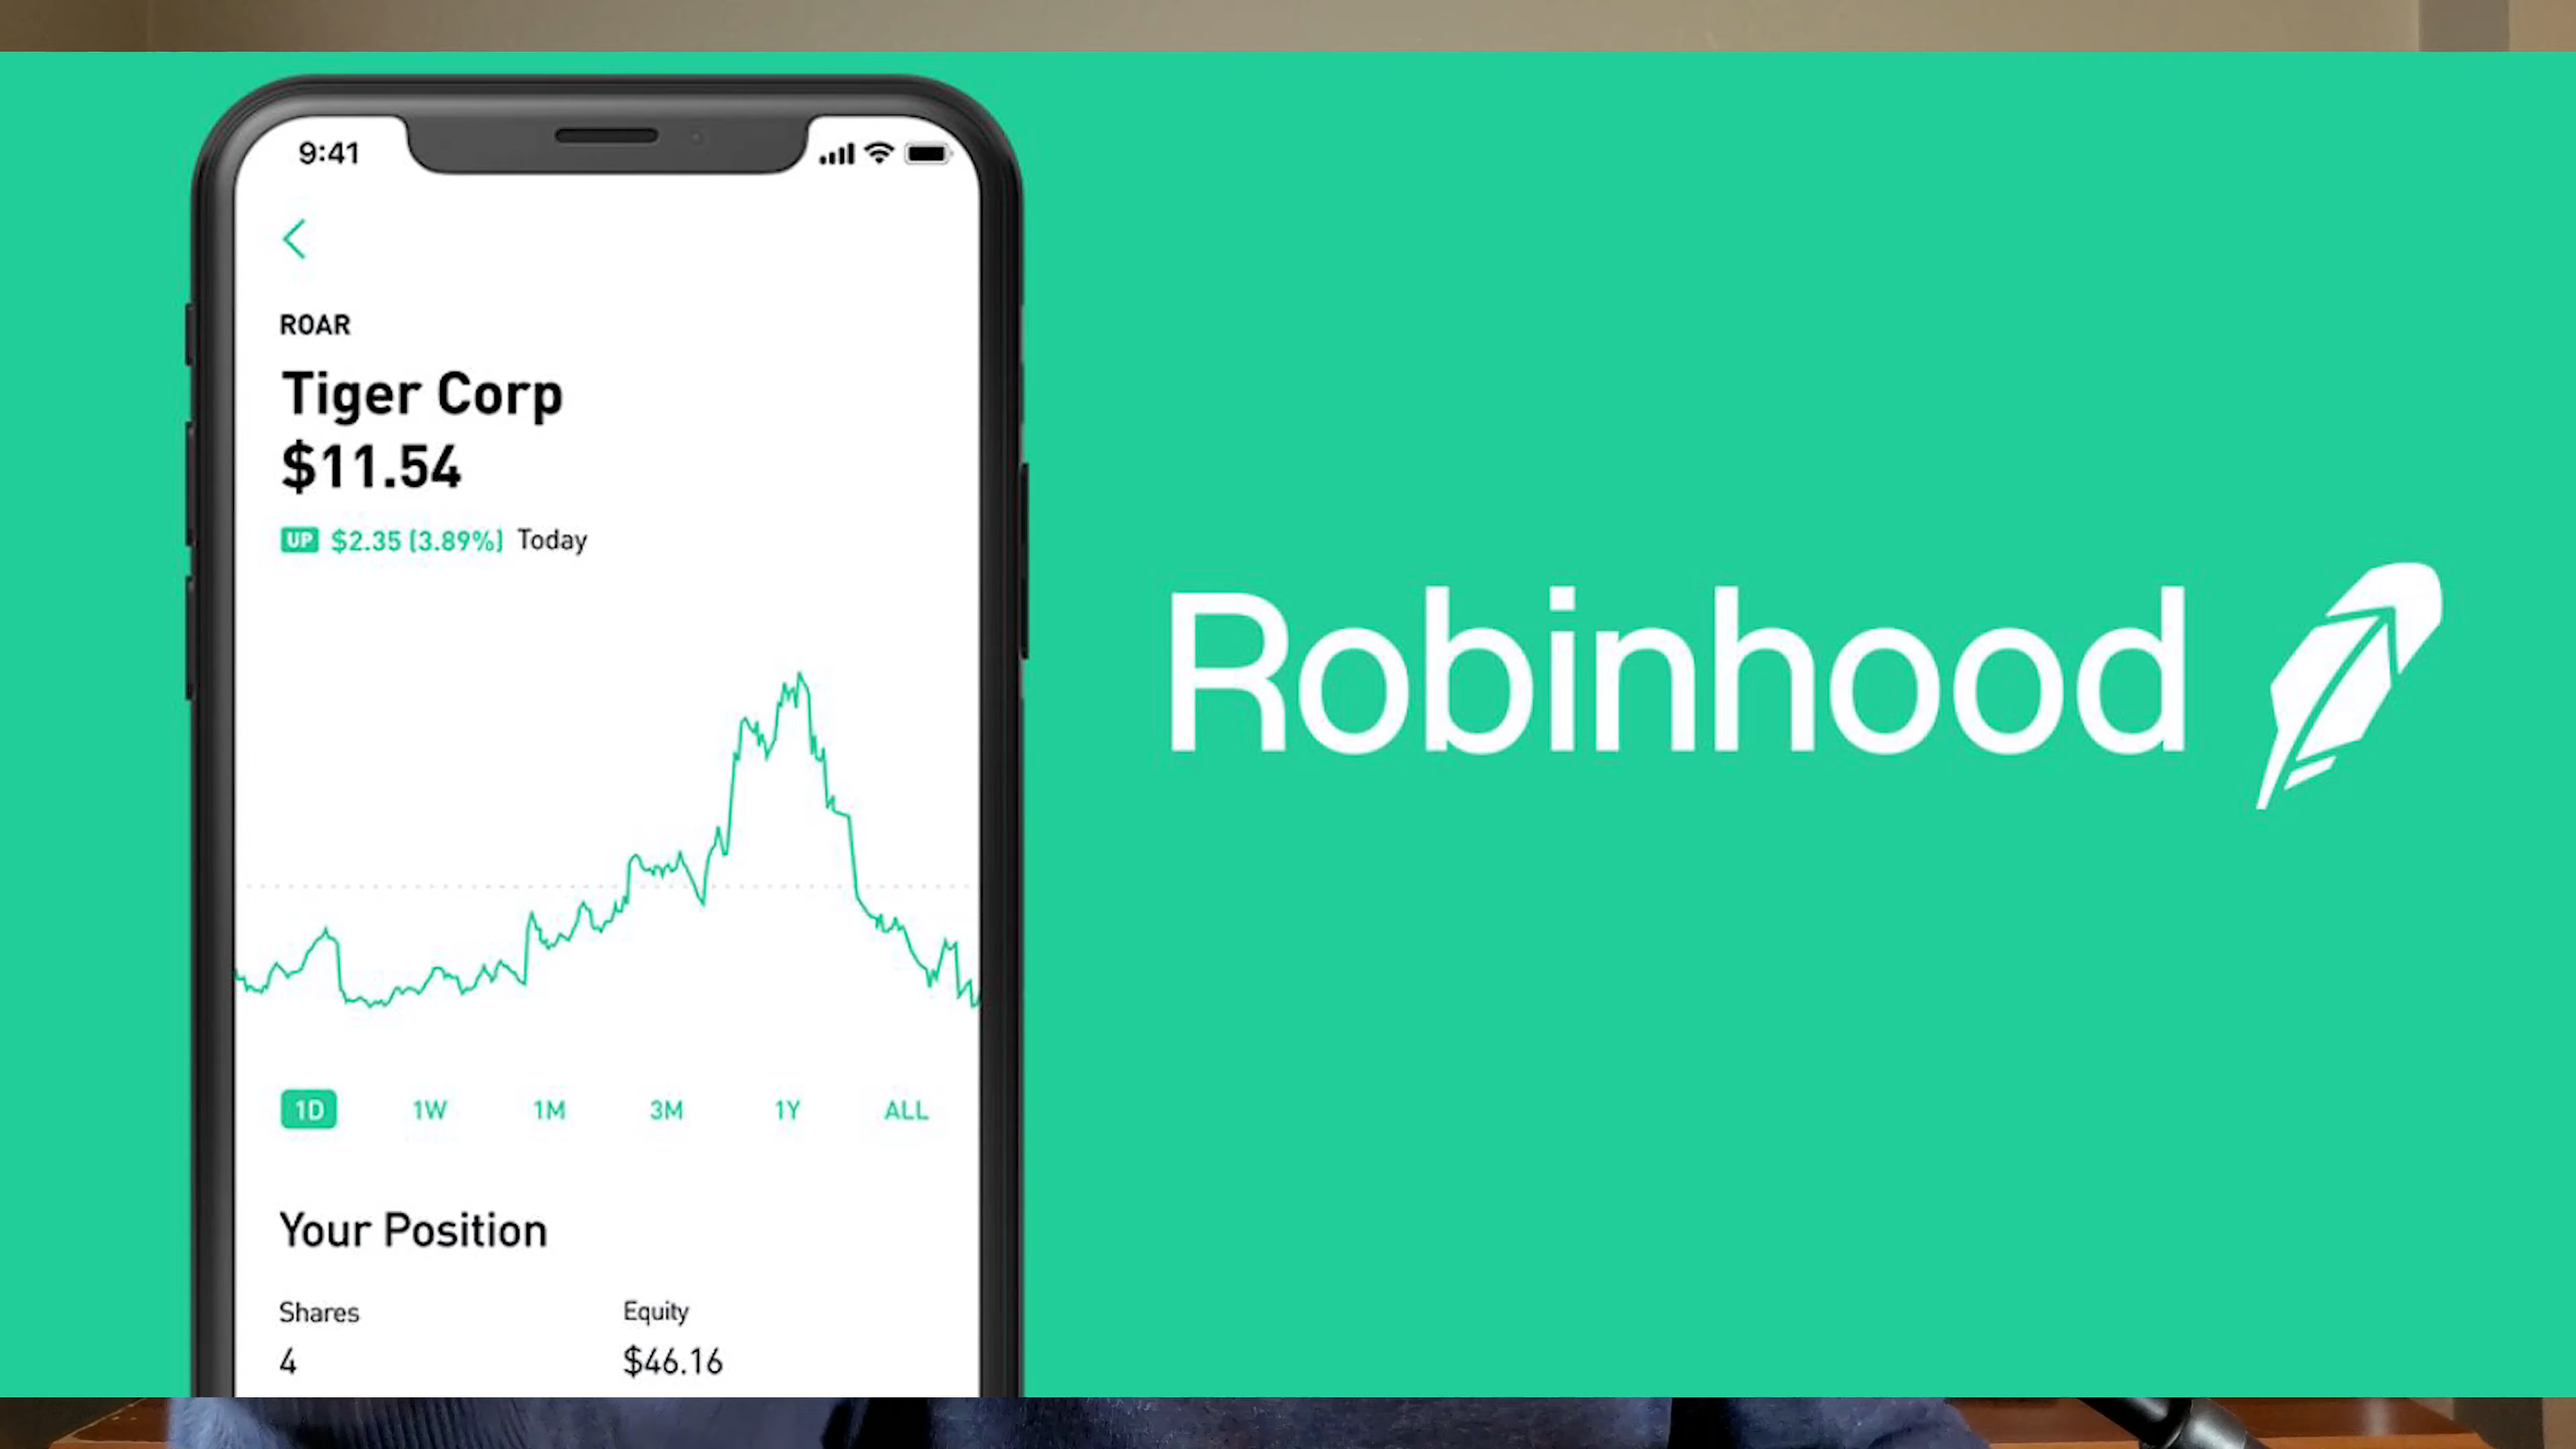 9:41
ROAR
Tiger Corp
$11.54
UP $2.35 (3.89%) Today
1D 1W 1M 3M 1Y ALL
Your Position
Shares Equity
4 $46.16
Robinhood